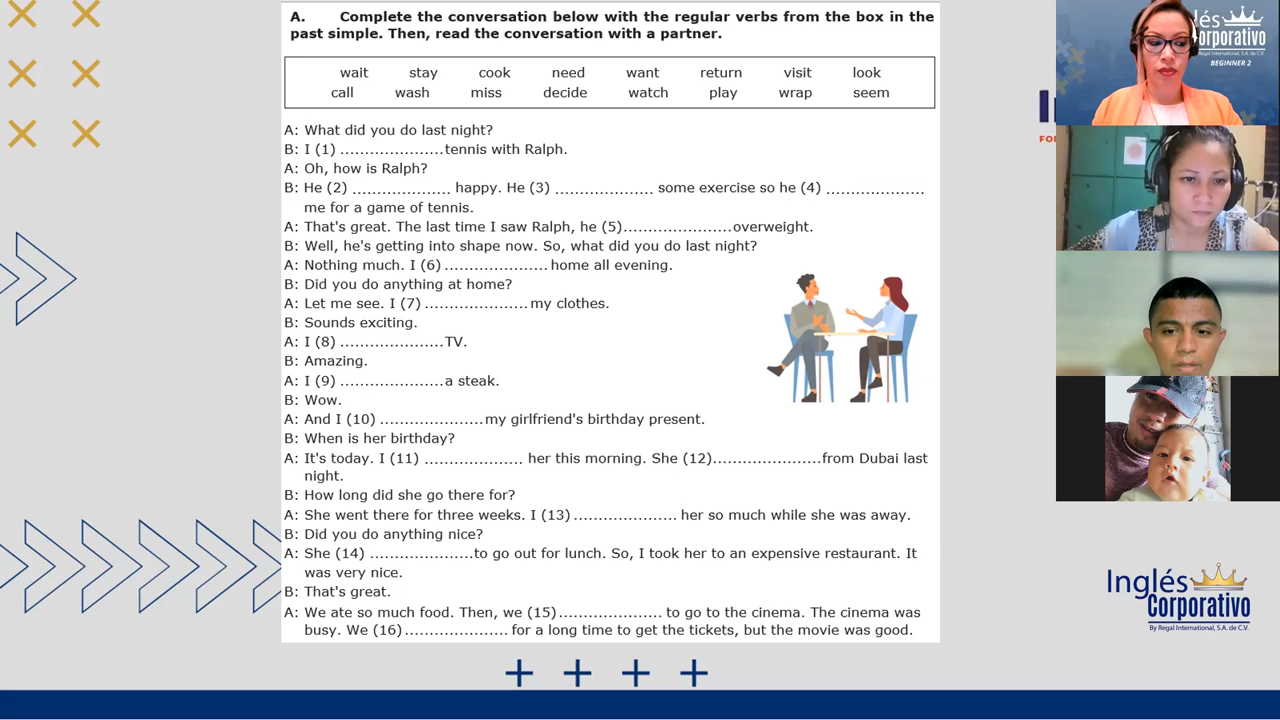 A. Complete the conversation below with the regular verbs from the box in the
past simple. Then, read the conversation with a partner.
wait stay cook need want return visit look
call wash miss decide watch play wrap seem
A: What did you do last night?
B: I (1) .....................tennis with Ralph.
A: Oh, how is Ralph?
B: He (2) .................... happy. He (3) .................... some exercise so he (4) ....................
me for a game of tennis.
A: That's great. The last time I saw Ralph, he (5)......................overweight.
B: Well, he's getting into shape now. So, what did you do last night?
A: Nothing much. I (6) ..................... home all evening.
B: Did you do anything at home?
A: Let me see. I (7) .....................my clothes.
B: Sounds exciting.
A: I (8) .....................TV.
B: Amazing.
A: I (9) .....................a steak.
B: Wow.
A: And I (10) .....................my girlfriend's birthday present.
B: When is her birthday?
A: It's today. I (11) .................... her this morning. She (12)......................from Dubai last
night.
B: How long did she go there for?
A: She went there for three weeks. I (13) ..................... her so much while she was away.
B: Did you do anything nice?
A: She (14) .....................to go out for lunch. So, I took her to an expensive restaurant. It
was very nice.
B: That's great.
A: We ate so much food. Then, we (15)..................... to go to the cinema. The cinema was
busy. We (16)..................... for a long time to get the tickets, but the movie was good.
lés
orporativo
Regal International, S.A. de C.V.
BEGINNER 2
I
FO
Inglés
Corporativo
By Regal International, S.A. de C.V.